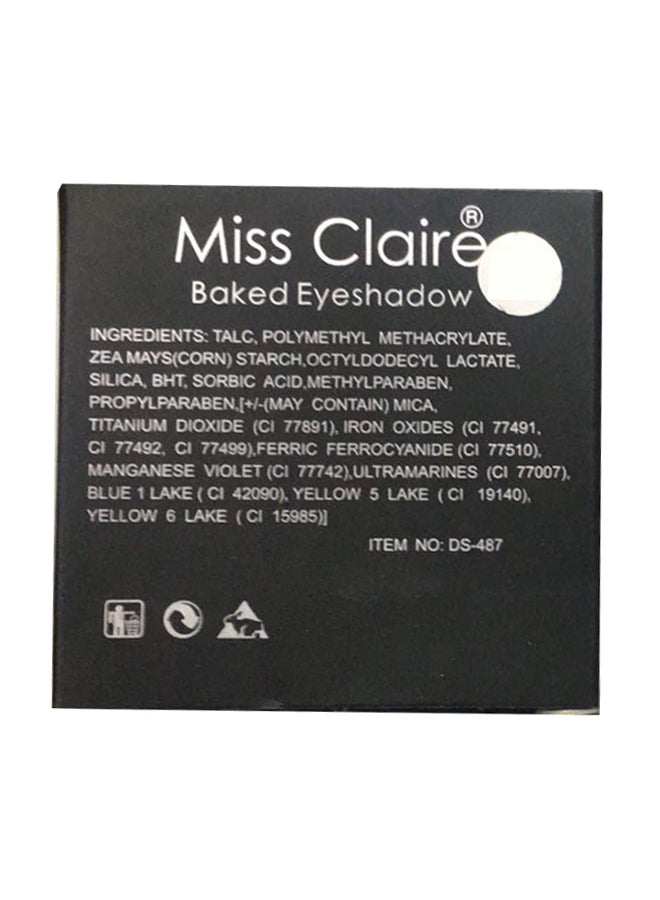 Miss Claire®
Baked Eyeshadow
INGREDIENTS: TALC, POLYMETHYL METHACRYLATE,
ZEA MAYS(CORN) STARCH,OCTYLDODECYL LACTATE,
SILICA, BHT, SORBIC ACID,METHYLPARABEN,
PROPYLPARABEN,[+/-(MAY CONTAIN) MICA,
TITANIUM DIOXIDE (CI 77891), IRON OXIDES (CI 77491,
CI 77492, CI 77499),FERRIC FERROCYANIDE (CI 77510),
MANGANESE VIOLET(CI 77742),ULTRAMARINES (CI 77007),
BLUE 1 LAKE ( CI 42090), YELLOW 5 LAKE ( CI 19140),
YELLOW 6 LAKE ( CI 15985)]
ITEM NO: DS-487